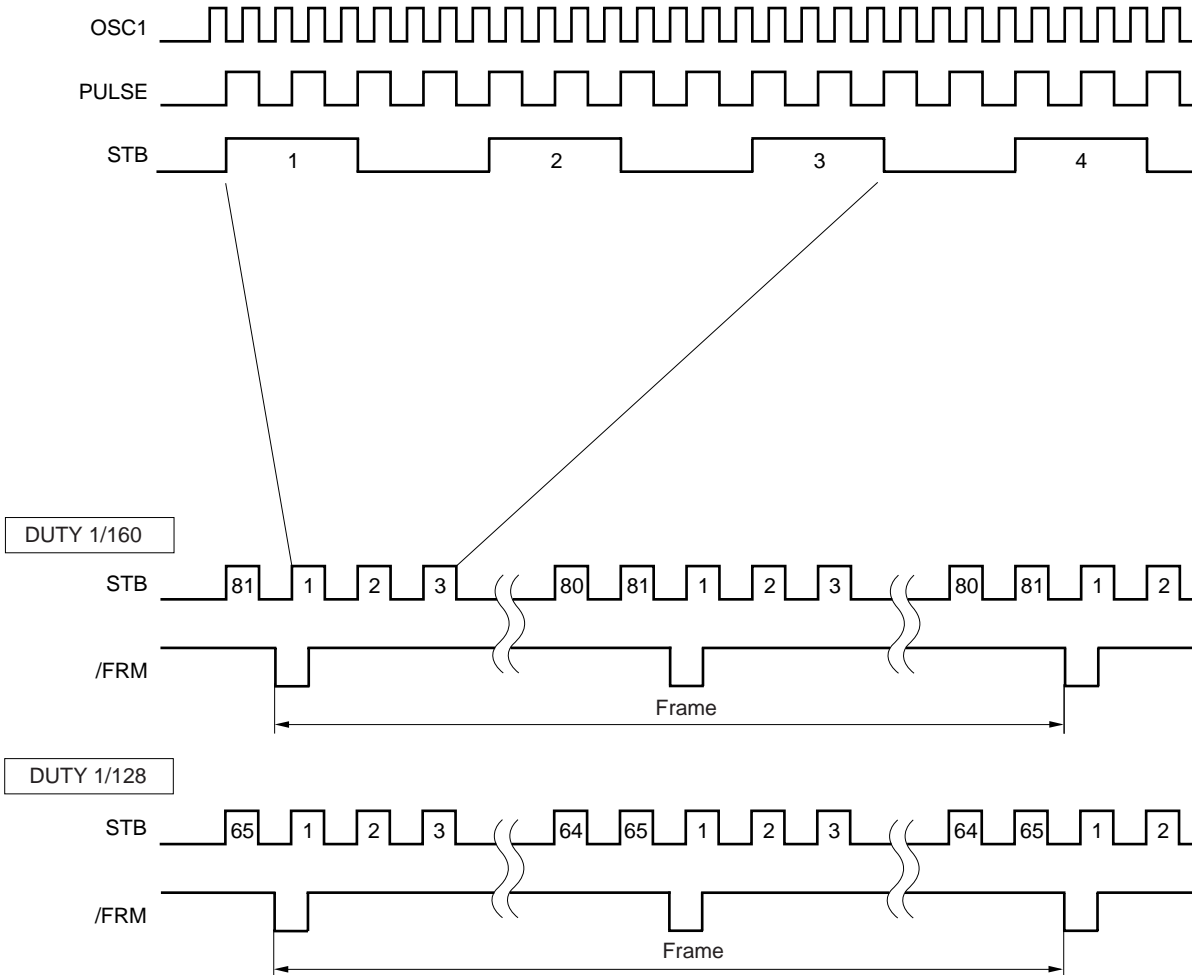 OSC1
PULSE
STB
1 2 3 4
DUTY 1/160
STB
81 1 2 3 80 81 1 2 3 80 81 1 2
/FRM
Frame
DUTY 1/128
STB
65 1 2 3 64 65 1 2 3 64 65 1 2
/FRM
Frame